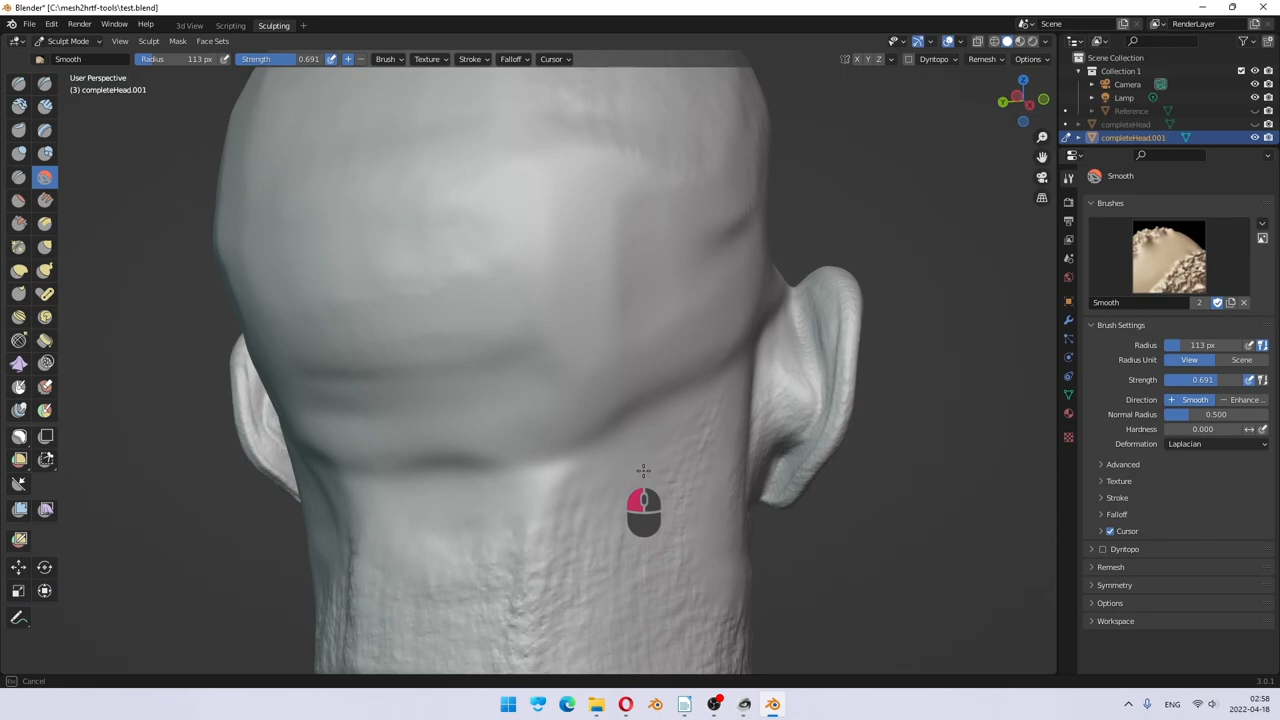 Blender* [C:\mesh2hrtf-tools\test.blend]
File Edit Render Window Help 3d View Scripting Sculpting + Scene RenderLayer
Sculpt Mode View Sculpt Mask Face Sets
Smooth Radius 113 px Strength 0.691 Brush Texture Stroke Falloff Cursor X Y Z Dyntopo Remesh Options
User Perspective
(3) completeHead.001
Scene Collection
Collection 1
Camera
Lamp
Reference
completeHead
completeHead.001
Smooth
Brushes
Smooth 2
Brush Settings
Radius 113 px
Radius Unit View Scene
Strength 0.691
Direction + Smooth − Enhance ...
Normal Radius 0.500
Hardness 0.000
Deformation Laplacian
Advanced
Texture
Stroke
Falloff
Cursor
Dyntopo
Remesh
Symmetry
Options
Workspace
Cancel 3.0.1
ENG 02:58
2022-04-18